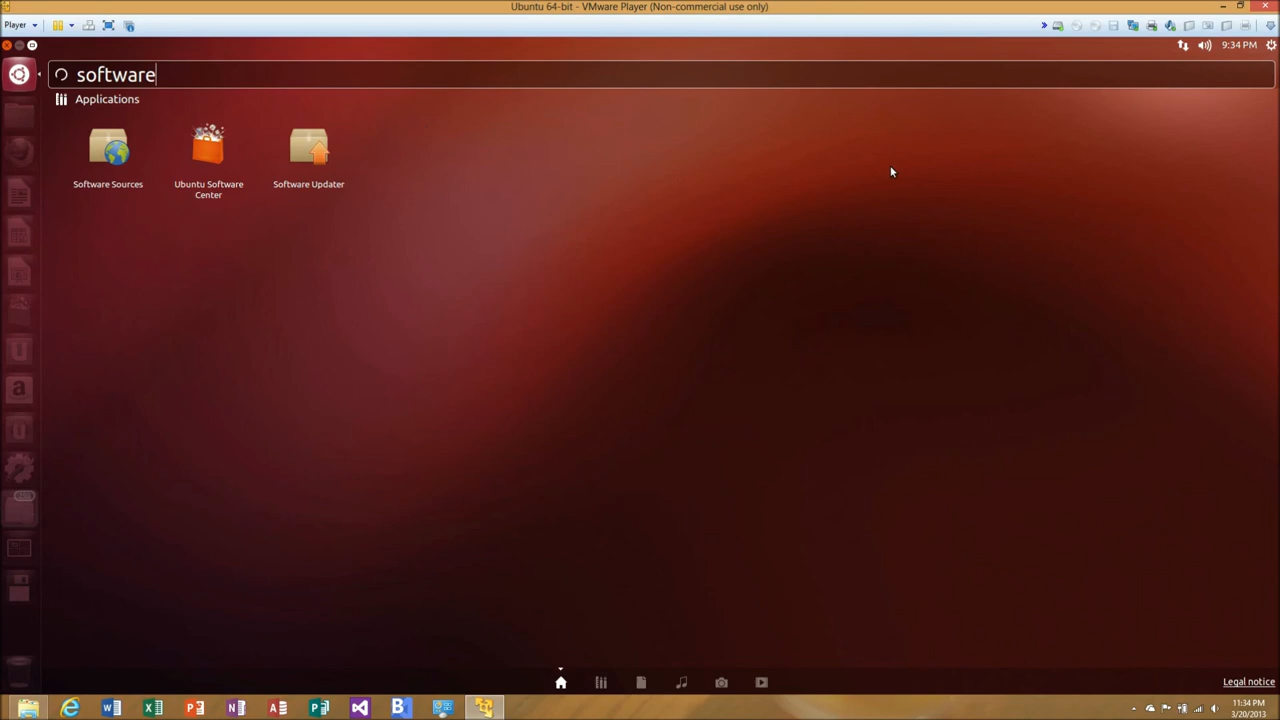 Ubuntu 64-bit - VMware Player (Non-commercial use only)
Player
9:34 PM
software
Applications
Software Sources
Ubuntu Software
Center
Software Updater
Legal notice
11:34 PM
3/20/2013